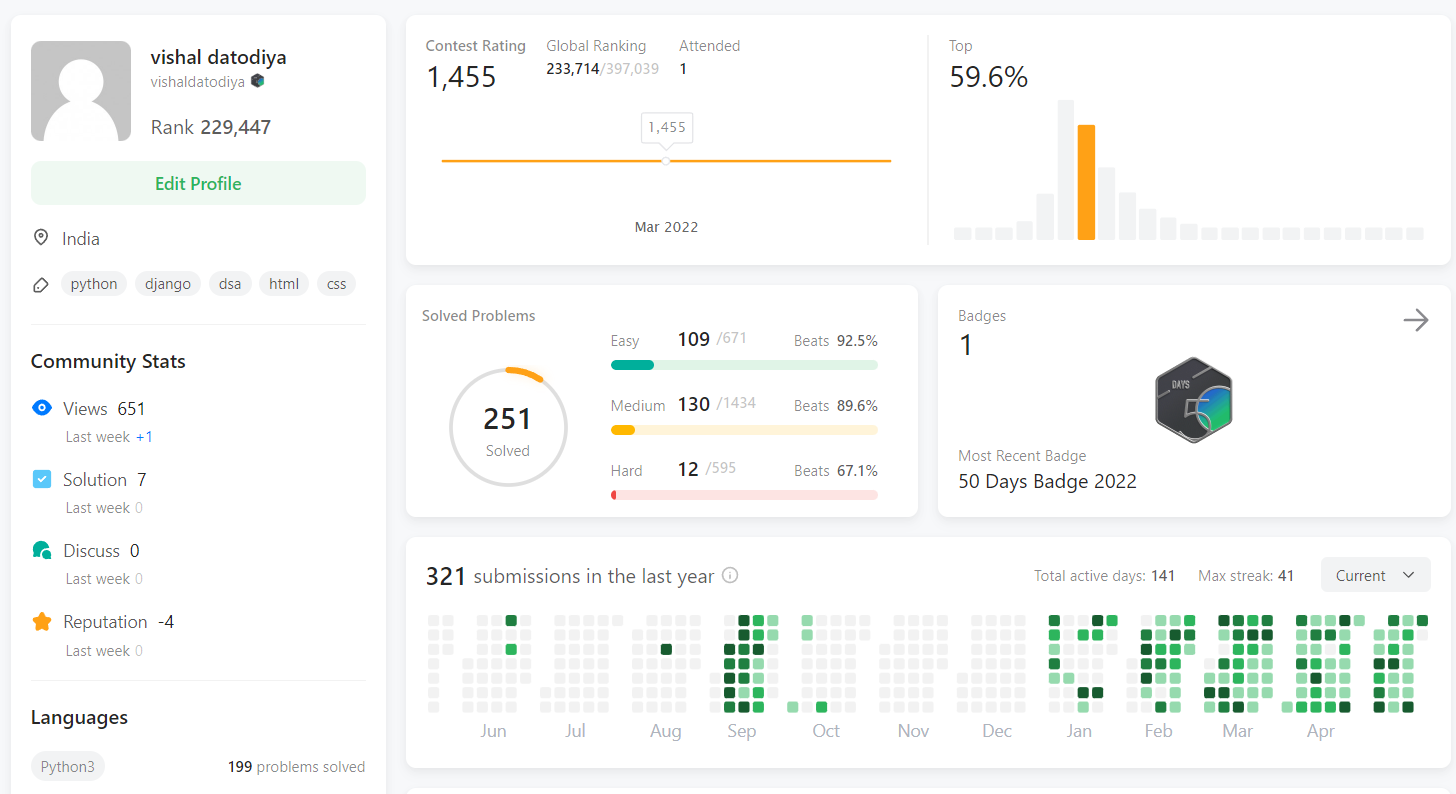 vishal datodiya
vishaldatodiya
Rank 229,447
Edit Profile
India
python django dsa html css
Community Stats
Views 651
Last week +1
Solution 7
Last week 0
Discuss 0
Last week 0
Reputation -4
Last week 0
Languages
Python3 199 problems solved
Contest Rating Global Ranking Attended
1,455 233,714/397,039 1
1,455
Mar 2022
Top
59.6%
Solved Problems
251
Solved
Easy 109 /671 Beats 92.5%
Medium 130 /1434 Beats 89.6%
Hard 12 /595 Beats 67.1%
Badges
1
DAYS
50
Most Recent Badge
50 Days Badge 2022
321 submissions in the last year Total active days: 141 Max streak: 41 Current
Jun Jul Aug Sep Oct Nov Dec Jan Feb Mar Apr